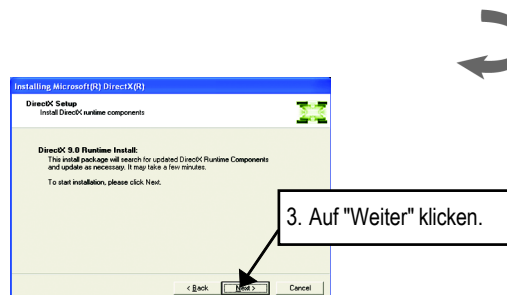 Installing Microsoft(R) DirectX(R)
DirectX Setup
Install DirectX runtime components
DirectX 9.0 Runtime Install:
This install package will search for updated DirectX Runtime Components
and update as necessary. It may take a few minutes.
To start installation, please click Next.
3. Auf "Weiter" klicken.
< Back
Next >
Cancel